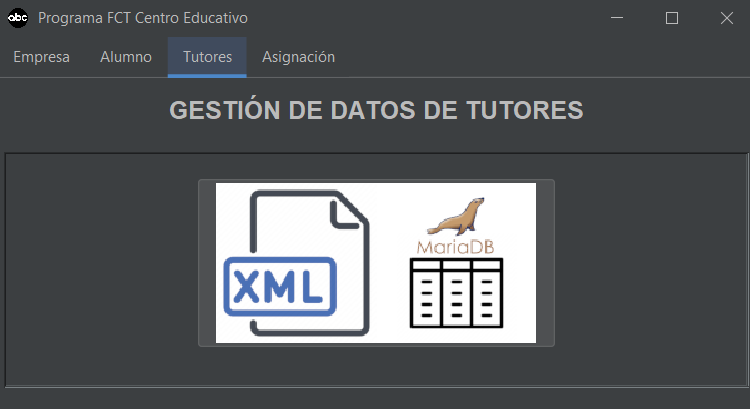 abc Programa FCT Centro Educativo
Empresa Alumno Tutores Asignación
GESTIÓN DE DATOS DE TUTORES
MariaDB
XML